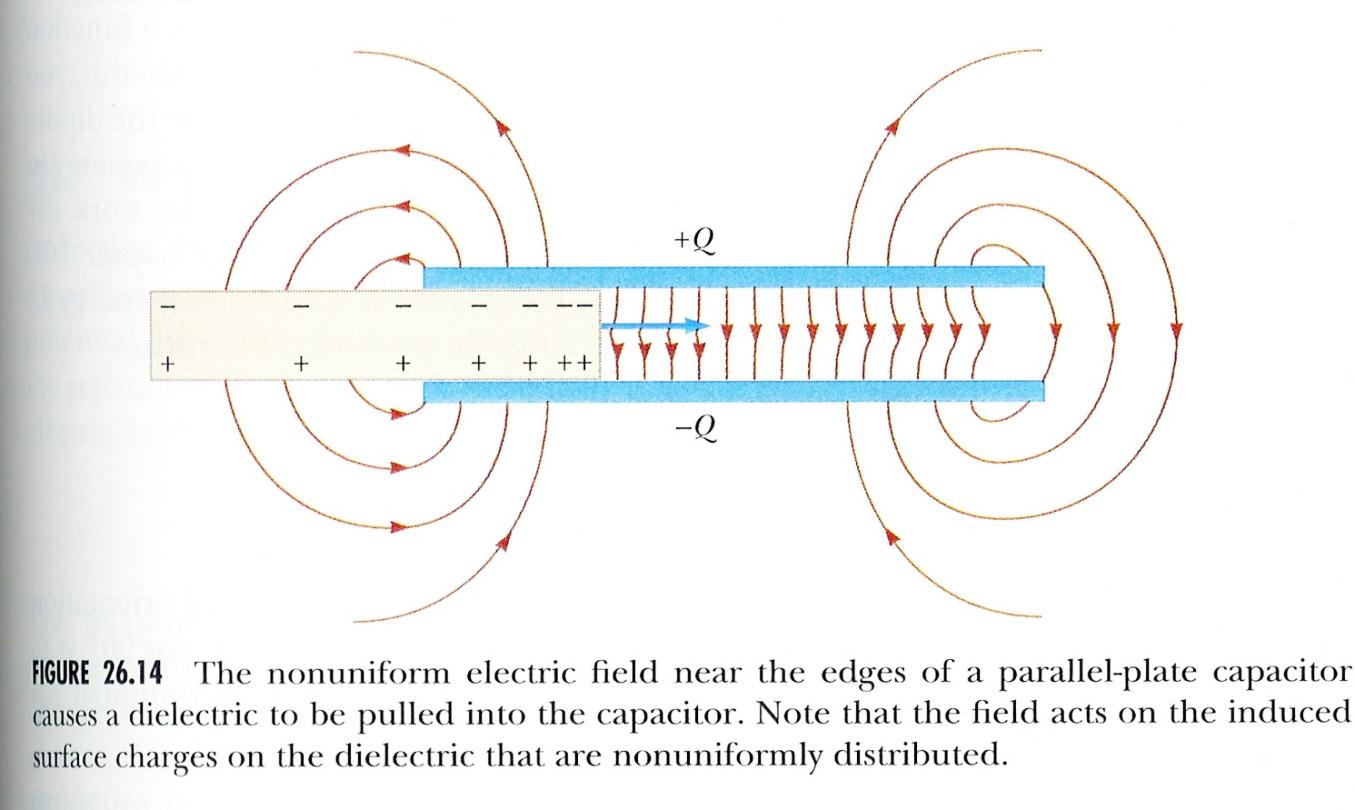 +Q
− − − − − − −
+ + + + + ++
−Q
FIGURE 26.14 The nonuniform electric field near the edges of a parallel-plate capacitor
causes a dielectric to be pulled into the capacitor. Note that the field acts on the induced
surface charges on the dielectric that are nonuniformly distributed.